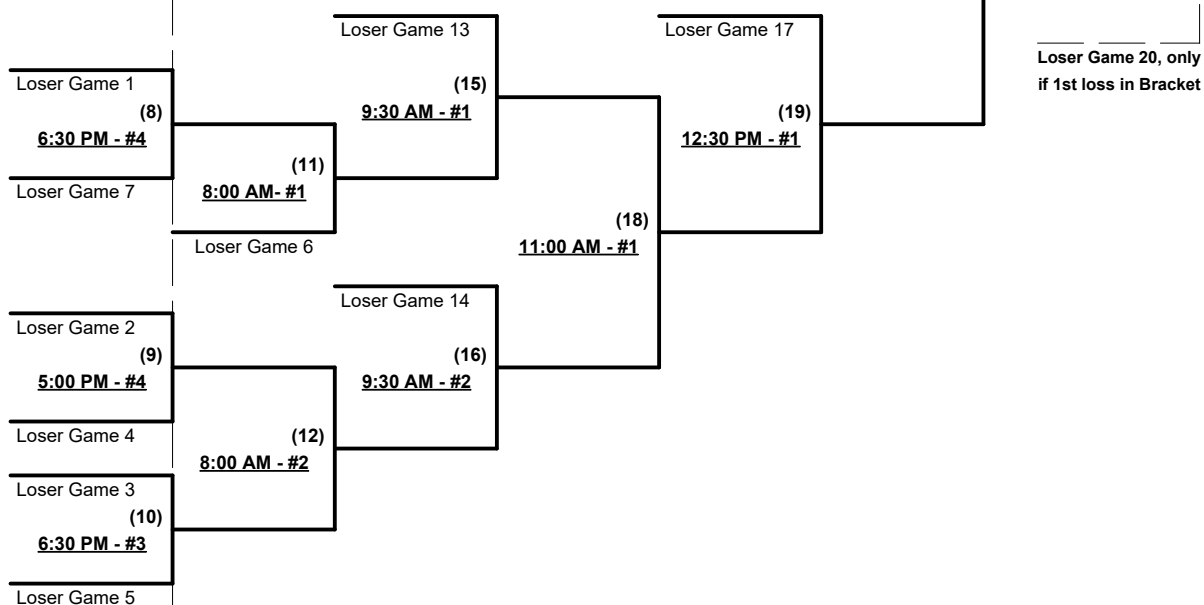 Loser Game 13
Loser Game 17
Loser Game 20, only
if 1st loss in Bracket
Loser Game 1
(8)
6:30 PM - #4
Loser Game 7
(15)
9:30 AM - #1
(19)
12:30 PM - #1
(11)
8:00 AM- #1
Loser Game 6
(18)
11:00 AM - #1
Loser Game 14
Loser Game 2
(9)
5:00 PM - #4
Loser Game 4
(16)
9:30 AM - #2
(12)
8:00 AM - #2
Loser Game 3
(10)
6:30 PM - #3
Loser Game 5